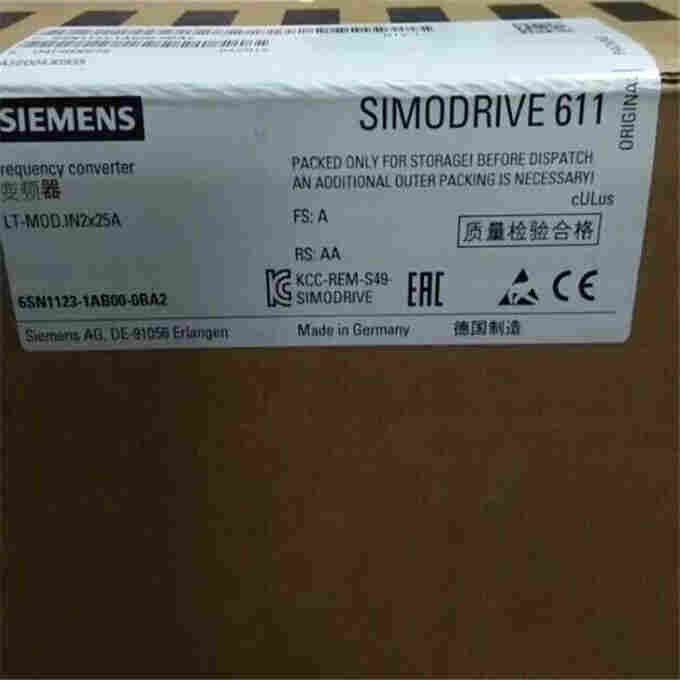 SIEMENS
SIMODRIVE 611
ORIGINAL
requency converter
变频器
LT-MOD.IN2x25A
PACKED ONLY FOR STORAGE! BEFORE DISPATCH
AN ADDITIONAL OUTER PACKING IS NECESSARY!
cULus
FS: A
质量检验合格
RS: AA
KCC-REM-S49-
SIMODRIVE
EAC
CE
6SN1123-1AB00-0BA2
Siemens AG, DE-91056 Erlangen
Made in Germany
德国制造